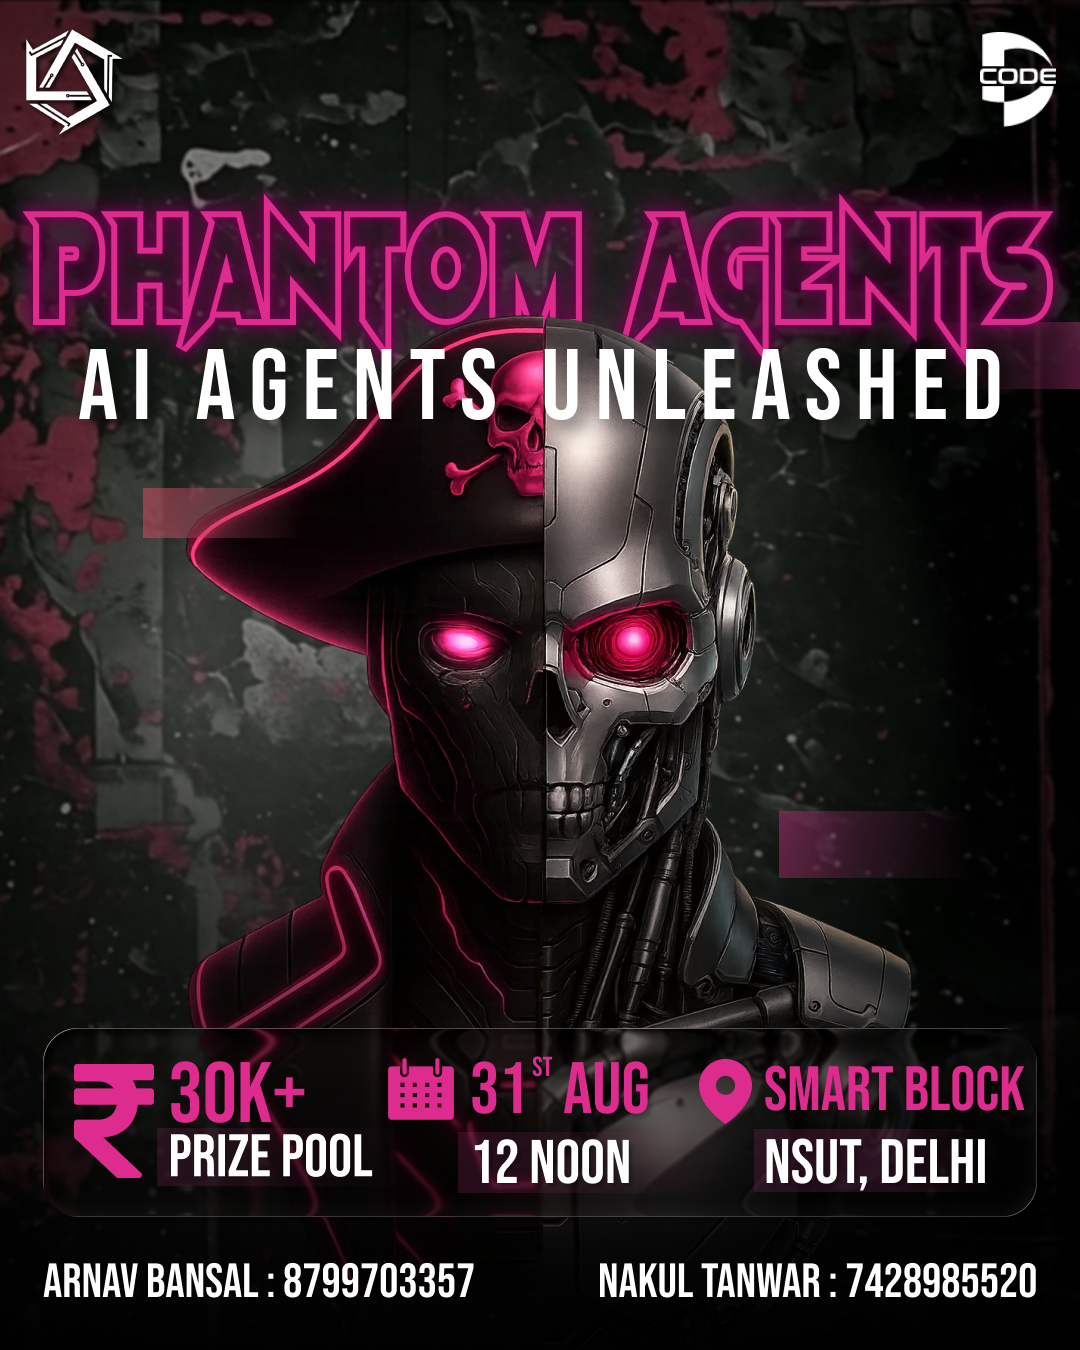 CODE
PHANTOM AGENTS
AI AGENTS UNLEASHED
₹ 30K+
PRIZE POOL
31ST AUG
12 NOON
SMART BLOCK
NSUT, DELHI
ARNAV BANSAL : 8799703357
NAKUL TANWAR : 7428985520